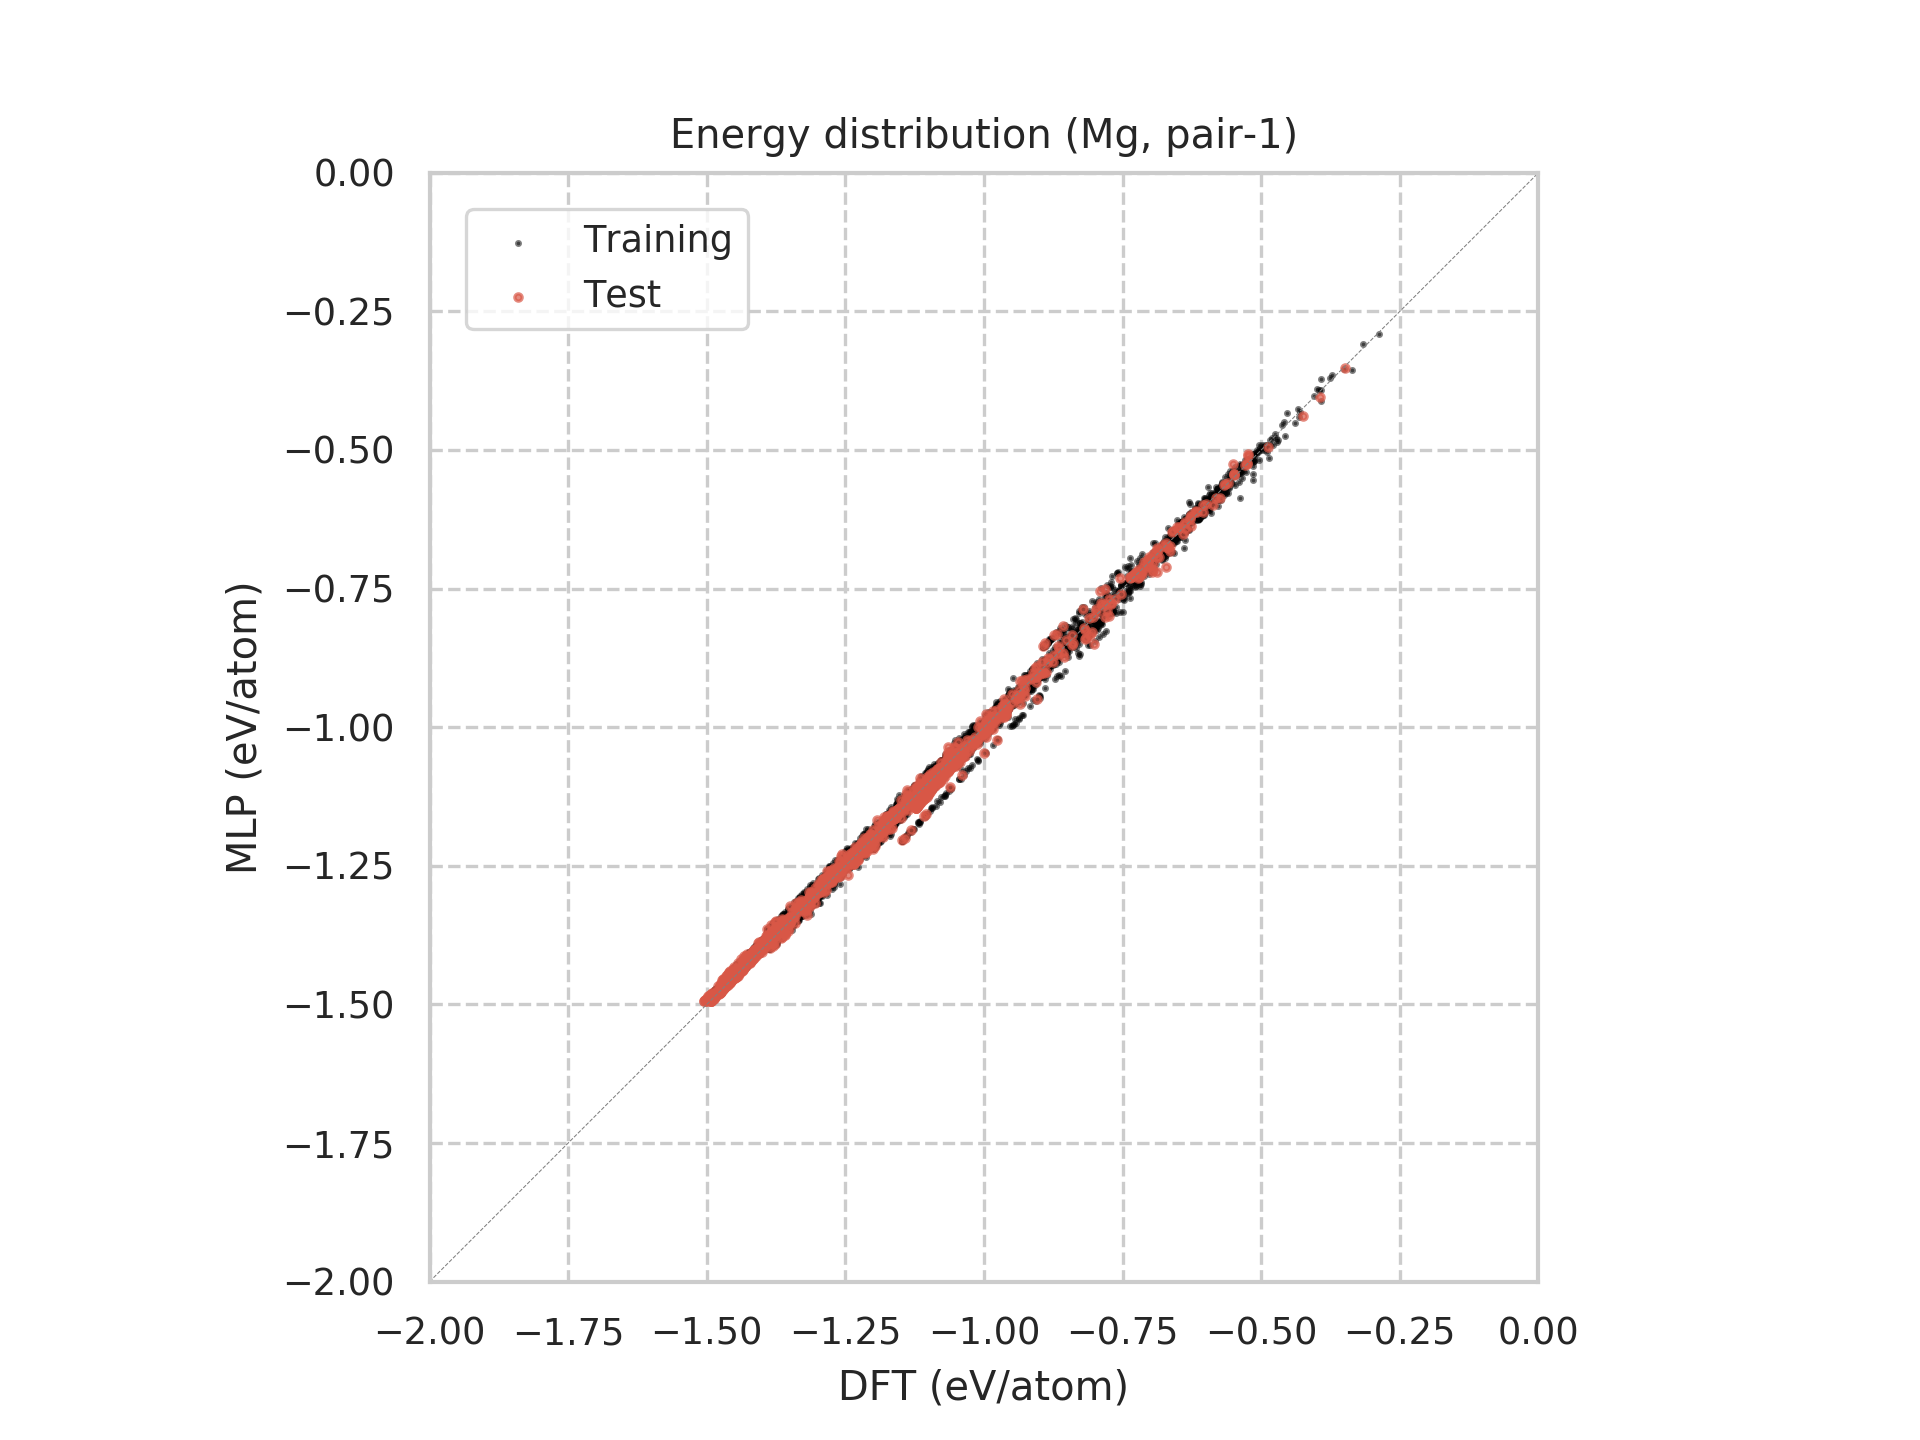 Energy distribution (Mg, pair-1)
0.00
−0.25
−0.50
−0.75
−1.00
−1.25
−1.50
−1.75
−2.00
MLP (eV/atom)
Training
Test
−2.00 −1.75 −1.50 −1.25 −1.00 −0.75 −0.50 −0.25 0.00
DFT (eV/atom)